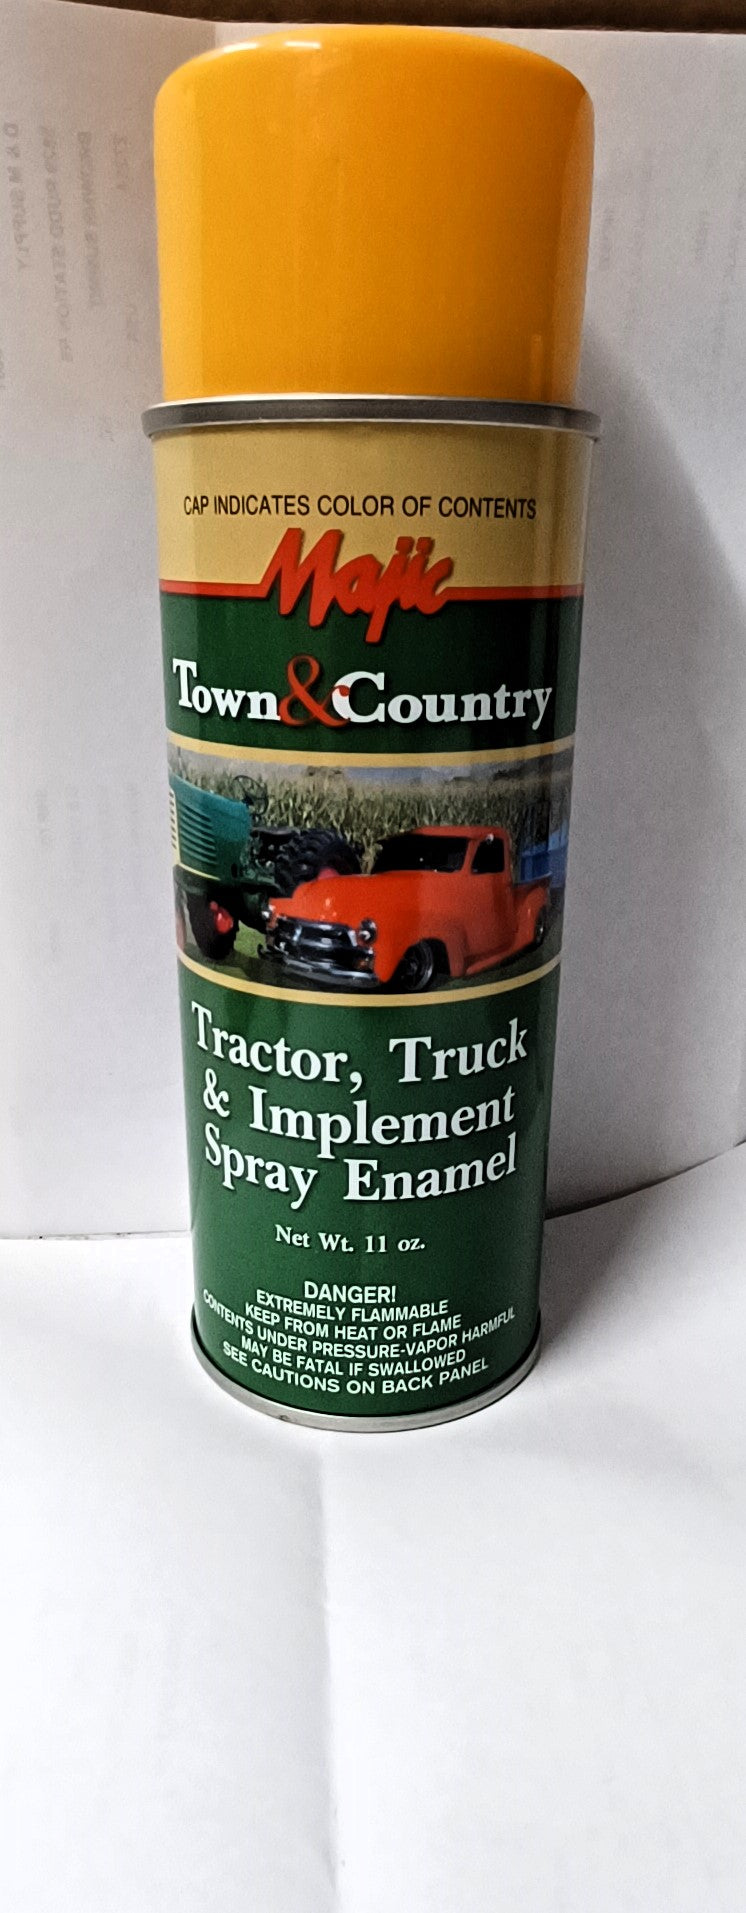 CAP INDICATES COLOR OF CONTENTS
Majic
Town & Country
Tractor, Truck
& Implement
Spray Enamel
Net Wt. 11 oz.
DANGER!
EXTREMELY FLAMMABLE
KEEP FROM HEAT OR FLAME
CONTENTS UNDER PRESSURE-VAPOR HARMFUL
MAY BE FATAL IF SWALLOWED
SEE CAUTIONS ON BACK PANEL